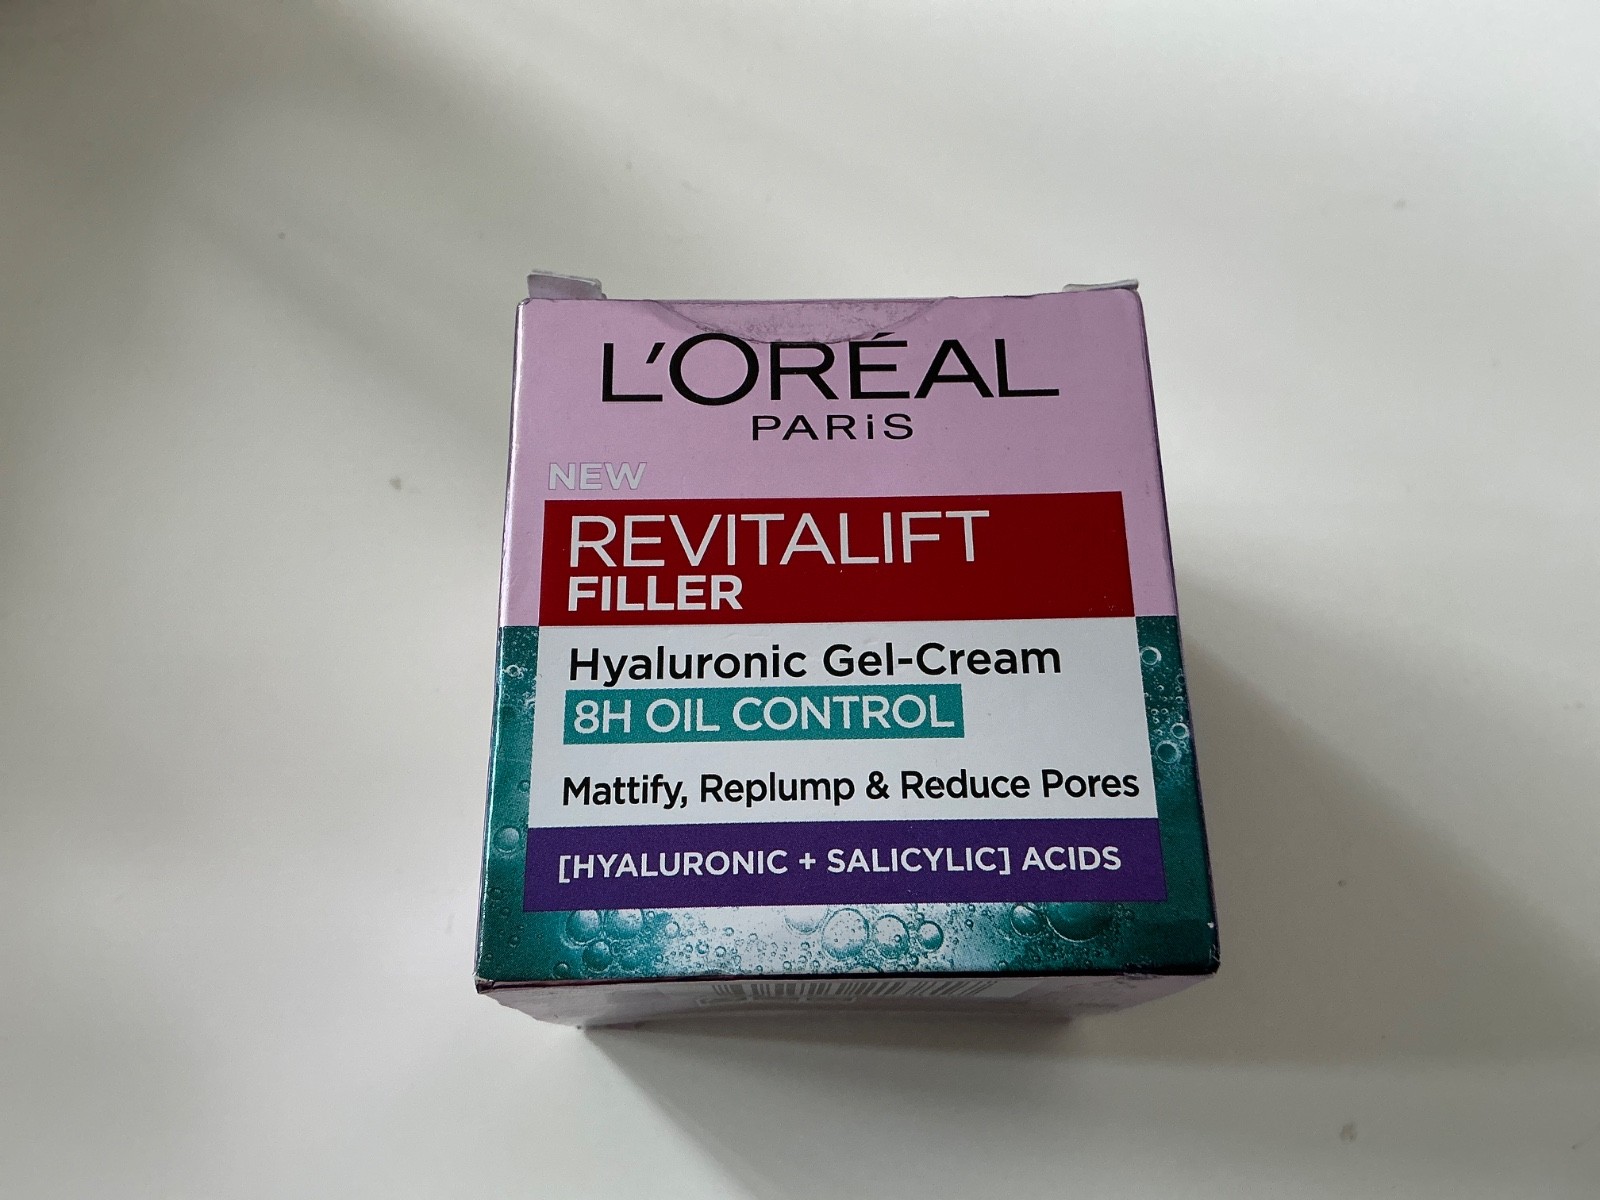 L'ORÉAL
PARiS
NEW
REVITALIFT
FILLER
Hyaluronic Gel-Cream
8H OIL CONTROL
Mattify, Replump & Reduce Pores
[HYALURONIC + SALICYLIC] ACIDS